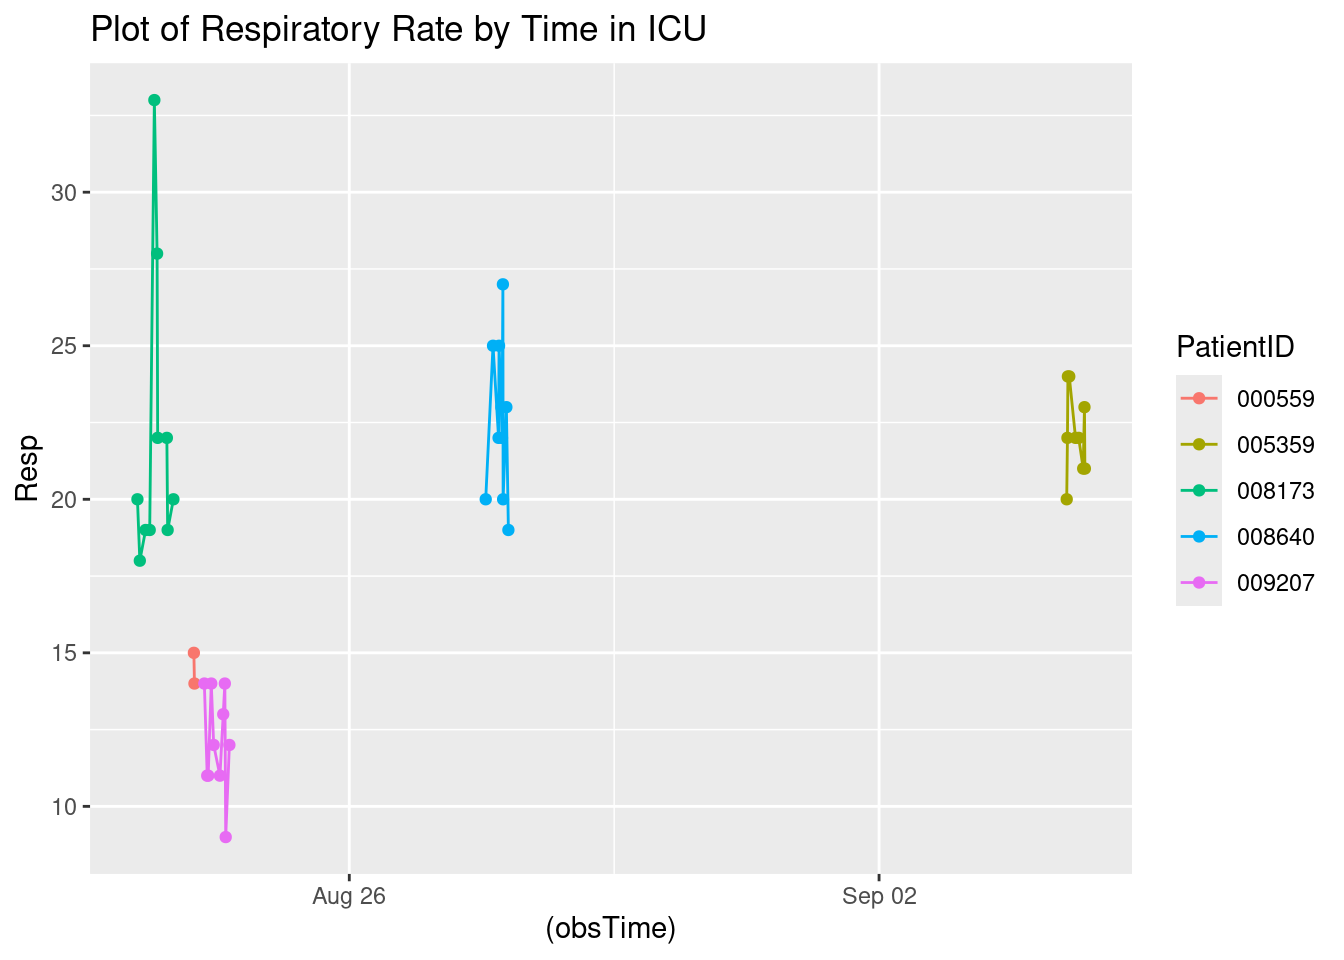 Plot of Respiratory Rate by Time in ICU
30
25
20
15
10
Resp
Aug 26
Sep 02
(obsTime)
PatientID
000559
005359
008173
008640
009207